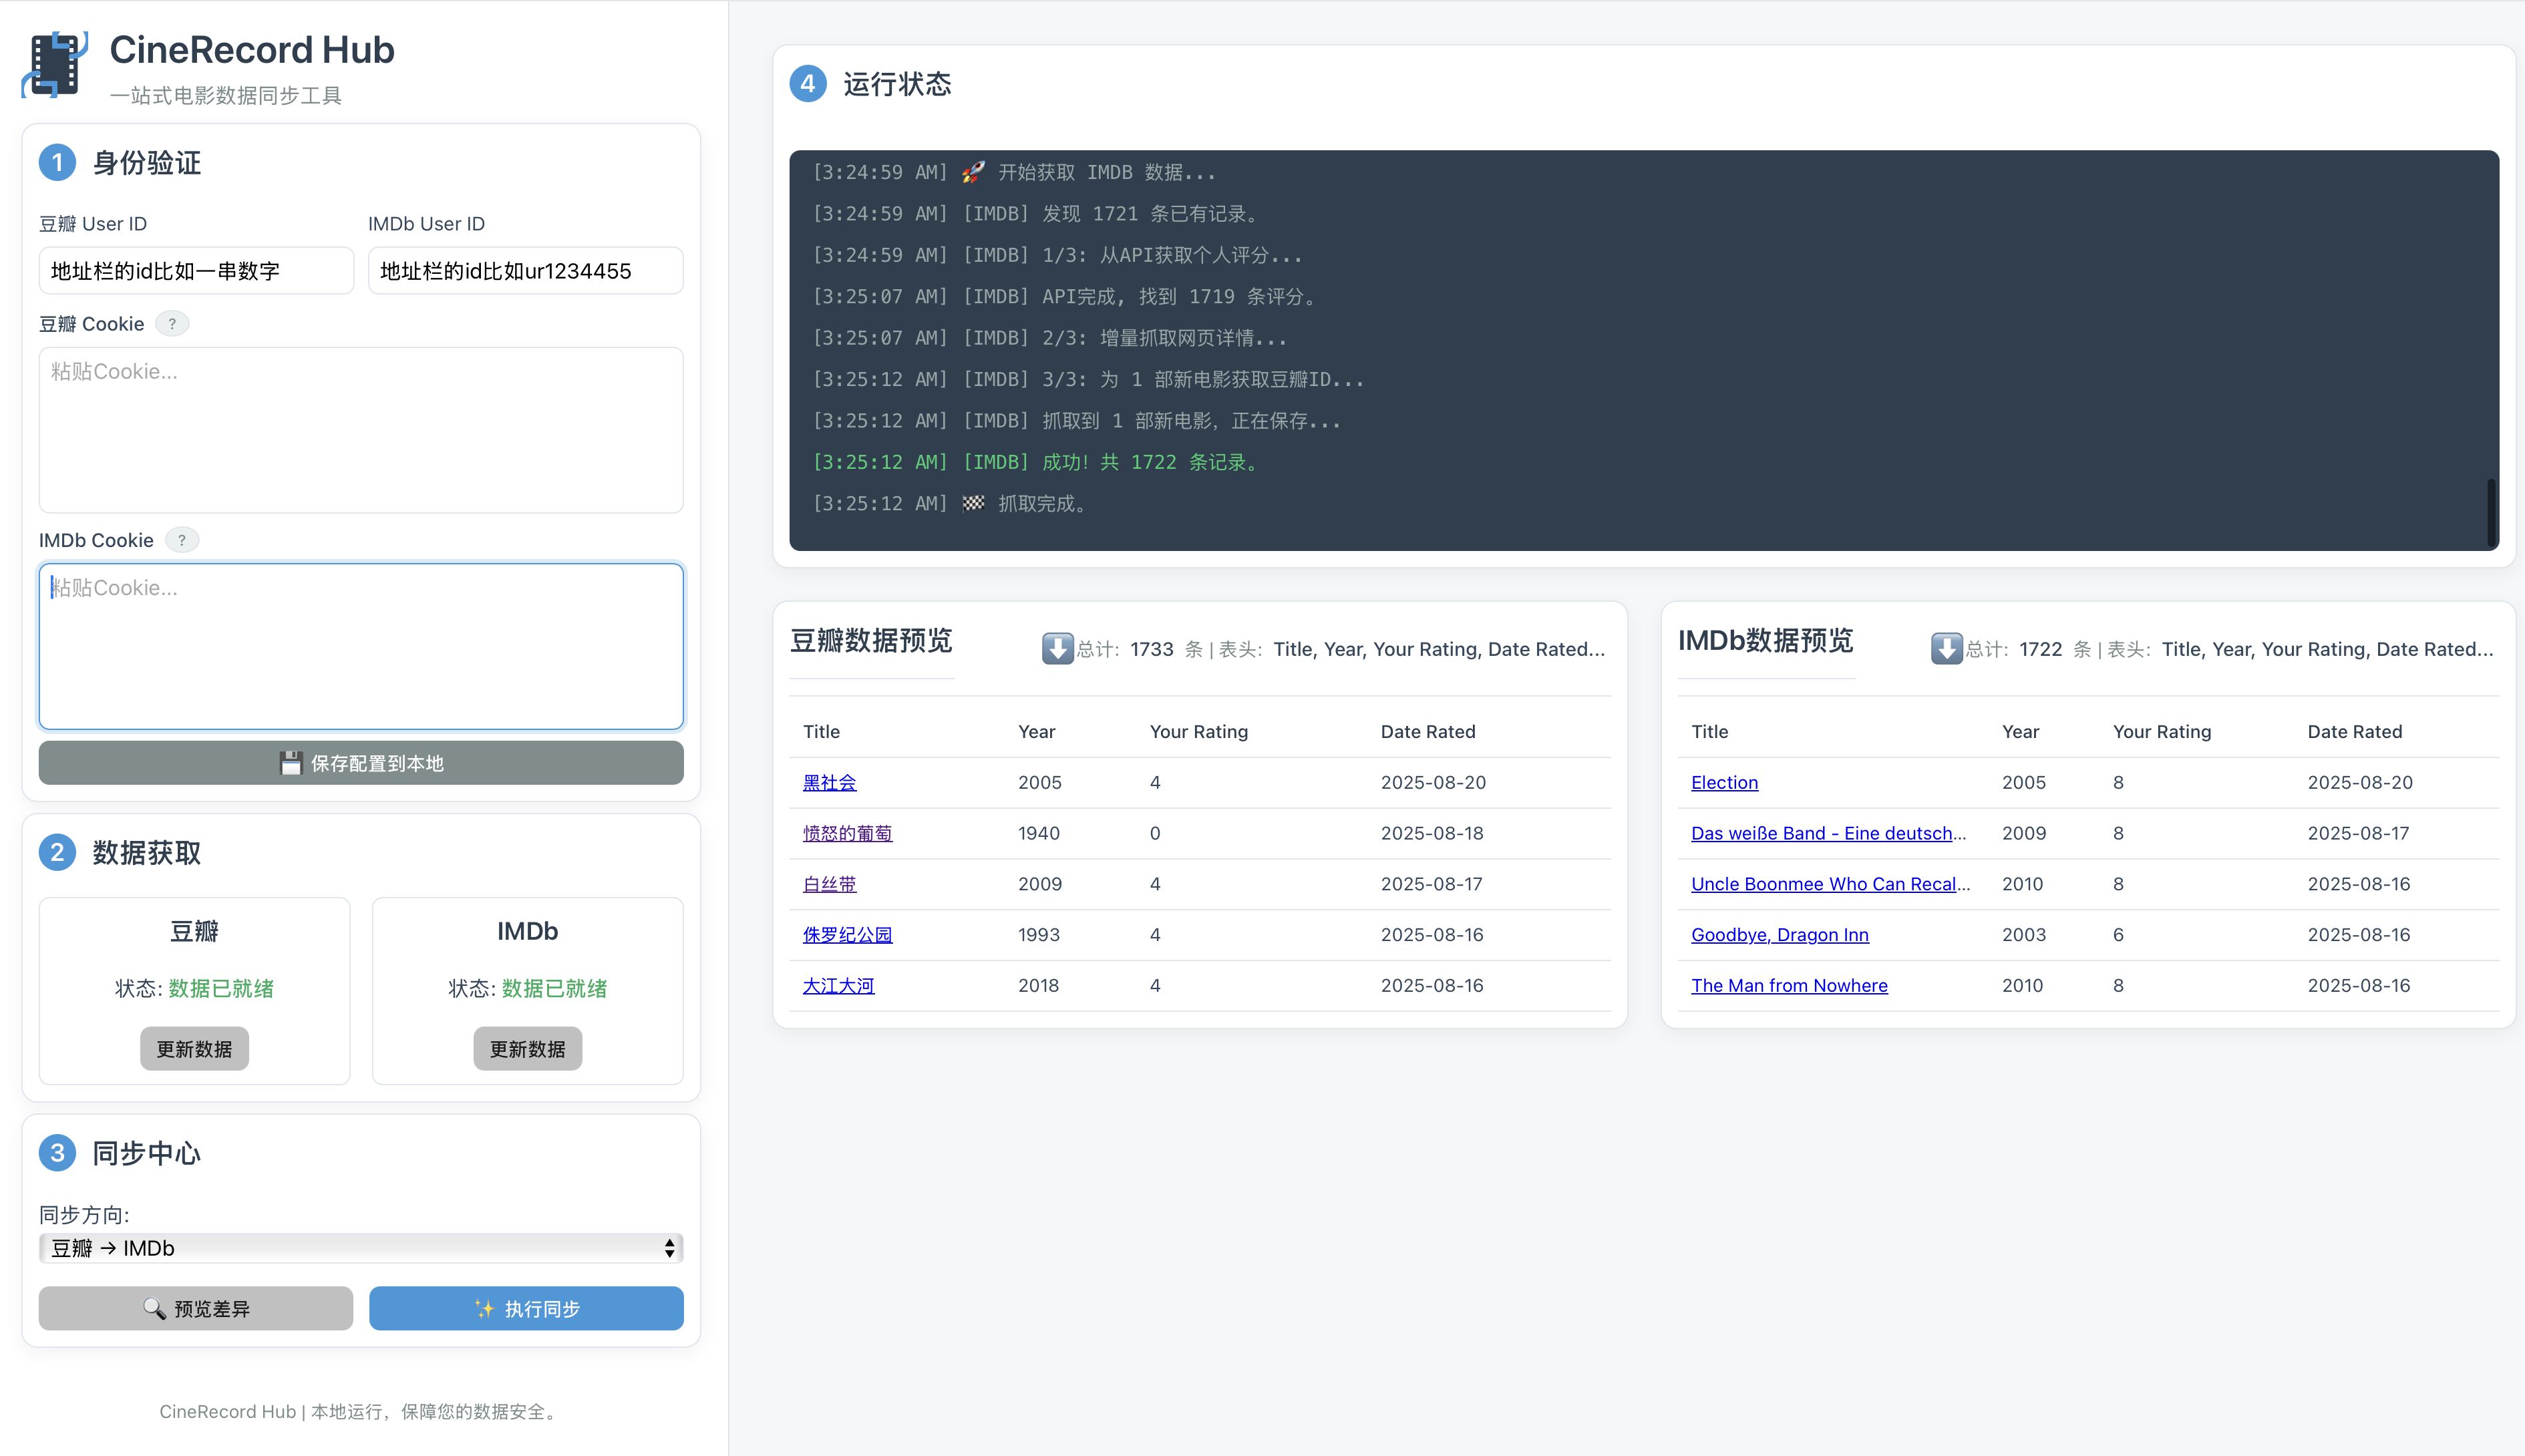 CineRecord Hub
一站式电影数据同步工具
1 身份验证
豆瓣 User ID IMDb User ID
地址栏的id比如一串数字 地址栏的id比如ur1234455
豆瓣 Cookie ?
粘贴Cookie...
IMDb Cookie ?
粘贴Cookie...
💾 保存配置到本地
2 数据获取
豆瓣 IMDb
状态: 数据已就绪 状态: 数据已就绪
更新数据 更新数据
3 同步中心
同步方向:
豆瓣 → IMDb
🔍 预览差异 ✨ 执行同步
CineRecord Hub | 本地运行，保障您的数据安全。
4 运行状态
[3:24:59 AM] 🚀 开始获取 IMDB 数据...
[3:24:59 AM] [IMDB] 发现 1721 条已有记录。
[3:24:59 AM] [IMDB] 1/3: 从API获取个人评分...
[3:25:07 AM] [IMDB] API完成, 找到 1719 条评分。
[3:25:07 AM] [IMDB] 2/3: 增量抓取网页详情...
[3:25:12 AM] [IMDB] 3/3: 为 1 部新电影获取豆瓣ID...
[3:25:12 AM] [IMDB] 抓取到 1 部新电影，正在保存...
[3:25:12 AM] [IMDB] 成功! 共 1722 条记录。
[3:25:12 AM] 🏁 抓取完成。
豆瓣数据预览 ⬇️总计: 1733 条 | 表头: Title, Year, Your Rating, Date Rated...
Title Year Your Rating Date Rated
黑社会 2005 4 2025-08-20
愤怒的葡萄 1940 0 2025-08-18
白丝带 2009 4 2025-08-17
侏罗纪公园 1993 4 2025-08-16
大江大河 2018 4 2025-08-16
IMDb数据预览 ⬇️总计: 1722 条 | 表头: Title, Year, Your Rating, Date Rated...
Title Year Your Rating Date Rated
Election 2005 8 2025-08-20
Das weiße Band - Eine deutsch... 2009 8 2025-08-17
Uncle Boonmee Who Can Recal... 2010 8 2025-08-16
Goodbye, Dragon Inn 2003 6 2025-08-16
The Man from Nowhere 2010 8 2025-08-16